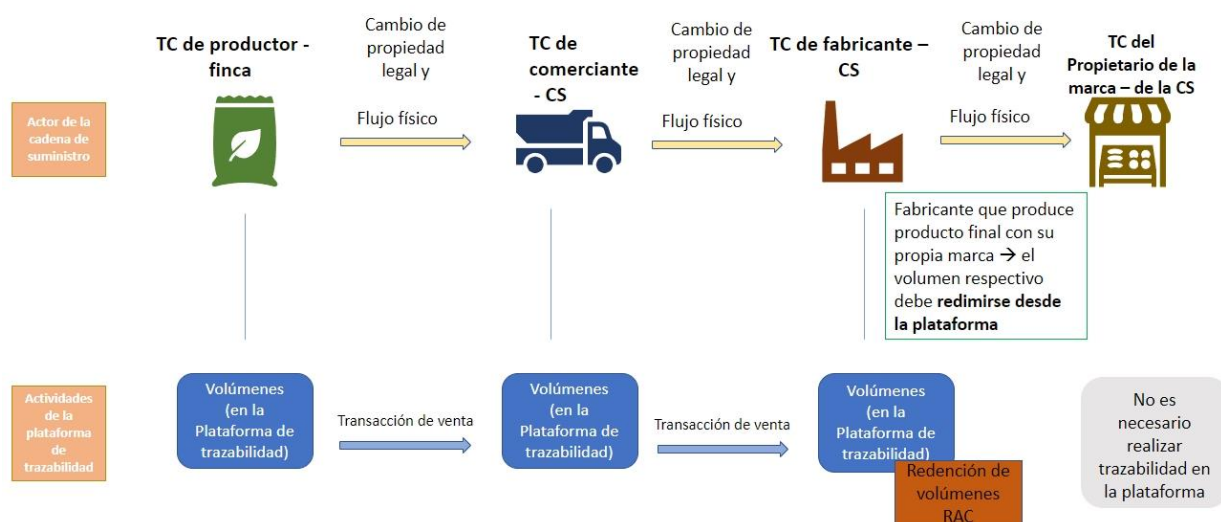 TC de productor -
finca
Cambio de
propiedad
legal y
Flujo físico
TC de
comerciante
- CS
Cambio de
propiedad
legal y
Flujo físico
TC de fabricante –
CS
Cambio de
propiedad
legal y
Flujo físico
TC del
Propietario de la
marca – de la CS
Actor de la
cadena de
suministro
Fabricante que produce
producto final con su
propia marca → el
volumen respectivo
debe redimirse desde
la plataforma
Actividades
de la
plataforma
de
trazabilidad
Volúmenes
(en la
Plataforma de
trazabilidad)
Transacción de venta
Volúmenes
(en la
Plataforma de
trazabilidad)
Transacción de venta
Volúmenes
(en la
Plataforma de
trazabilidad)
Redención de
volúmenes
RAC
No es
necesario
realizar
trazabilidad en
la plataforma